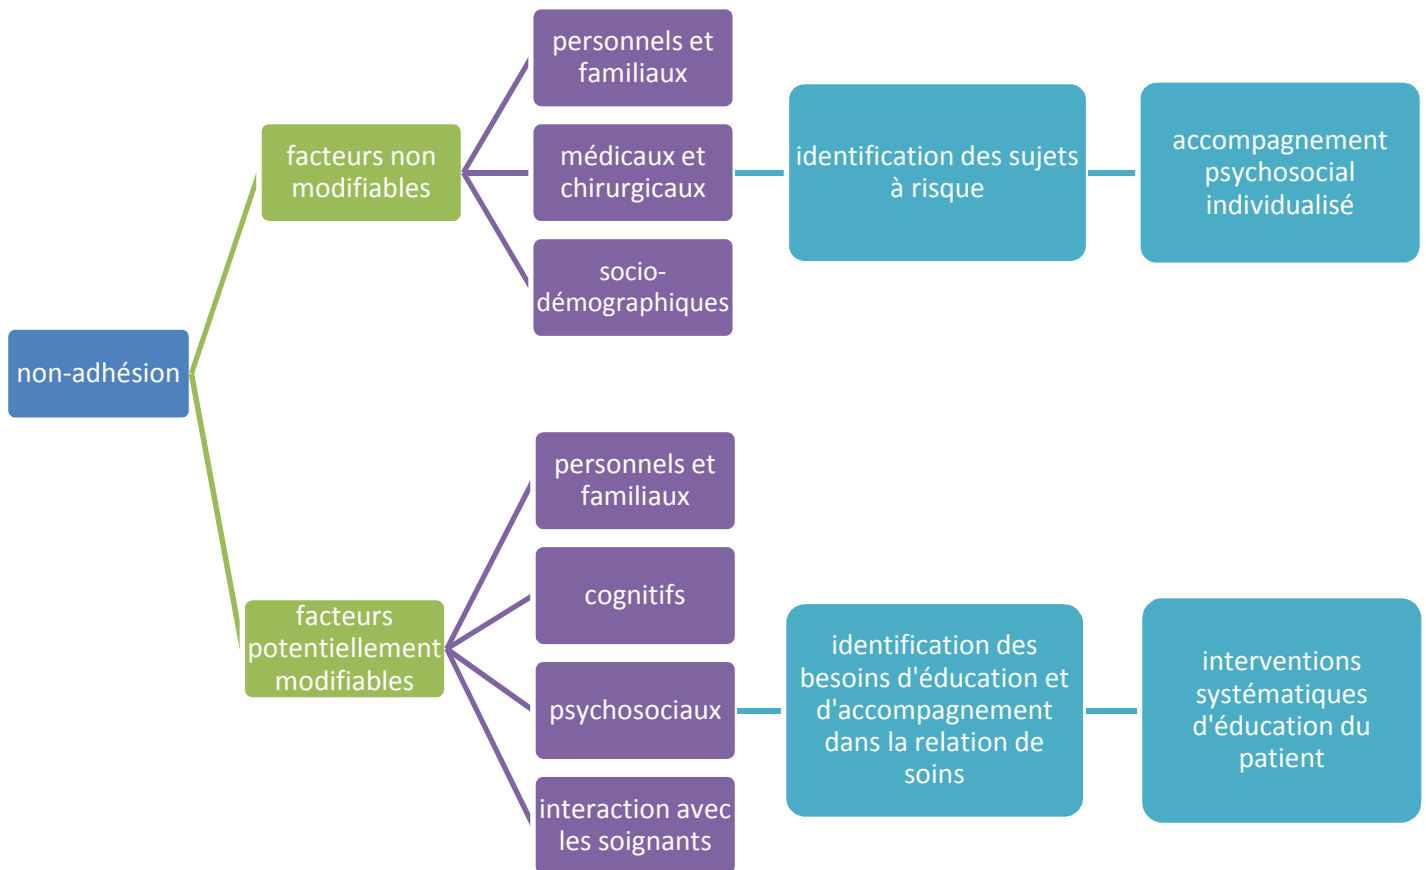 non-adhésion
facteurs non
modifiables
personnels et
familiaux
médicaux et
chirurgicaux
socio-
démographiques
identification des sujets
à risque
accompagnement
psychosocial
individualisé
facteurs
potentiellement
modifiables
personnels et
familiaux
cognitifs
psychosociaux
interaction avec
les soignants
identification des
besoins d'éducation et
d'accompagnement
dans la relation de
soins
interventions
systématiques
d'éducation du
patient